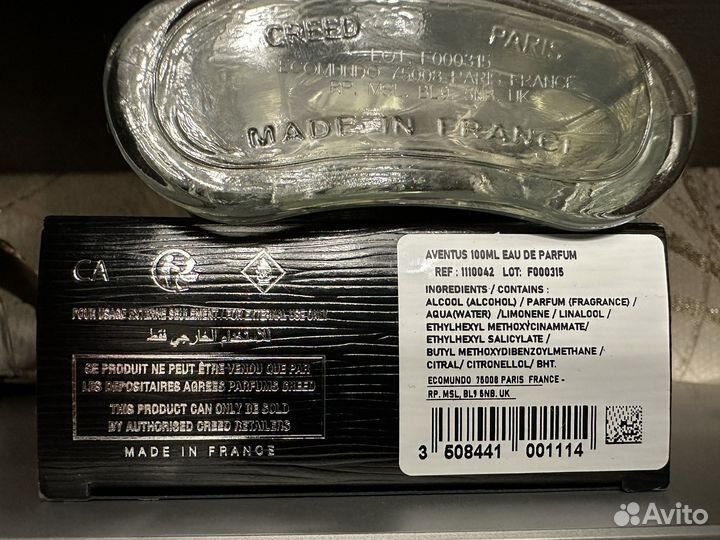 CREED PARIS
LOT. F000315
ECOMUNDO 75008 PARIS FRANCE
RP. MSL, BL9. 5NB. UK
MADE IN FRANCE
CA
POUR USAGE EXTERNE SEULEMENT. FOR EXTERNAL USE ONLY
للاستخدام الخارجي فقط
CE PRODUIT NE PEUT ÊTRE VENDU QUE PAR
LES DEPOSITAIRES AGREES PARFUMS CREED
THIS PRODUCT CAN ONLY BE SOLD
BY AUTHORISED CREED RETAILERS
MADE IN FRANCE
AVENTUS 100ML EAU DE PARFUM
REF : 1110042 LOT: F000315
INGREDIENTS / CONTAINS :
ALCOOL (ALCOHOL) / PARFUM (FRAGRANCE) /
AQUA(WATER) /LIMONENE / LINALOOL /
ETHYLHEXYL METHOXYCINAMMATE/
ETHYLHEXYL SALICYLATE /
BUTYL METHOXYDIBENZOYLMETHANE /
CITRAL/ CITRONELLOL/ BHT.
ECOMUNDO 75008 PARIS FRANCE -
RP. MSL, BL9 5NB. UK
3 508441 001114
Avito